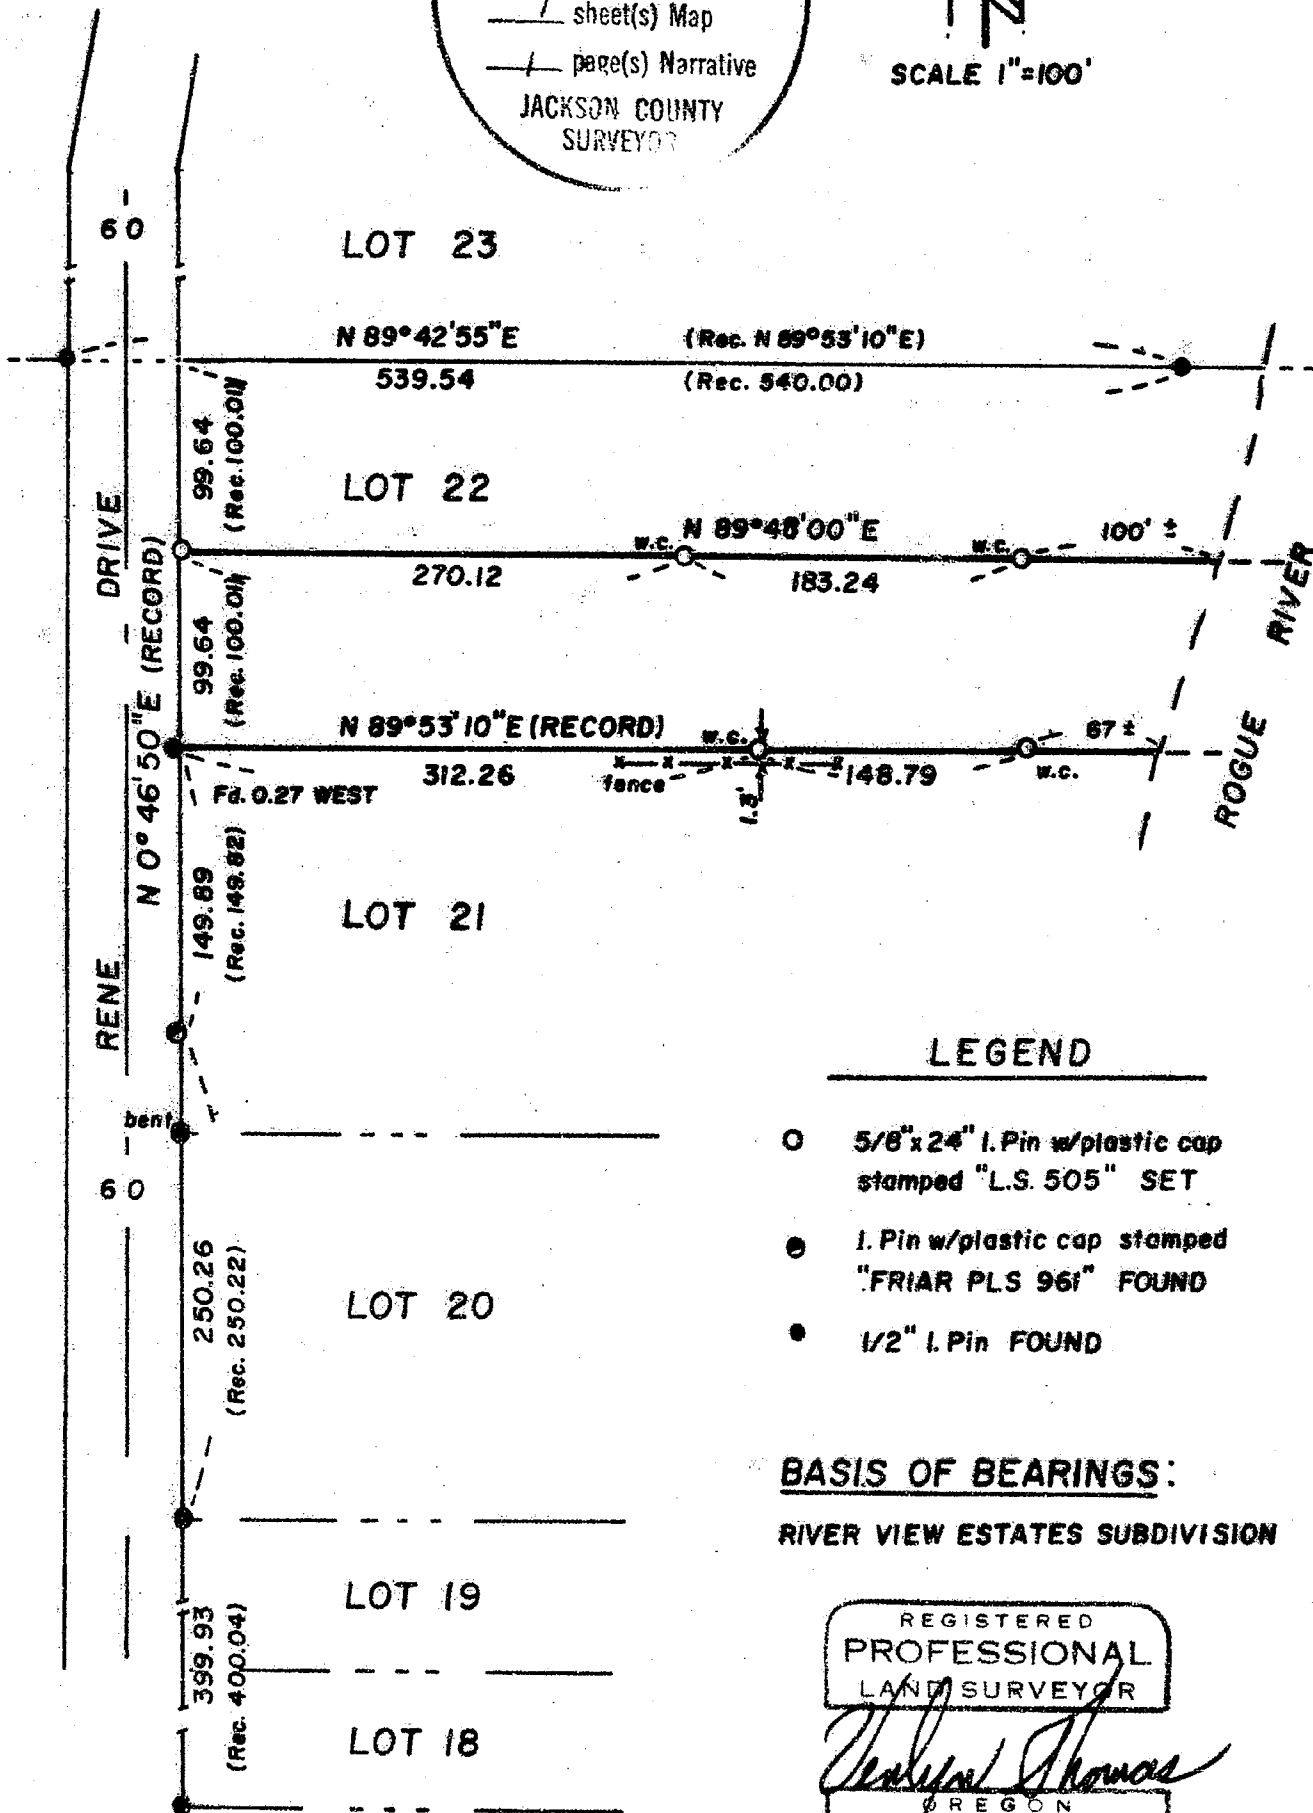 sheet(s) Map
page(s) Narrative
JACKSON COUNTY
SURVEYOR
N
SCALE 1"=100'
60
LOT 23
N 89°42'55"E
(Rec. N 89°53'10"E)
539.54
(Rec. 540.00)
99.64
(Rec. 100.01)
LOT 22
DRIVE
w.c.
N 89°48'00"E
w.c.
100' ±
270.12
183.24
RIVER
99.64
(Rec. 100.01)
N 0°46'50"E (RECORD)
N 89°53'10"E (RECORD)
w.c.
67 ±
312.26
fence
148.79
w.c.
ROGUE
Fd. 0.27 WEST
149.89
(Rec. 149.82)
LOT 21
RENE
LEGEND
bent
5/8"x24" I. Pin w/plastic cap
stamped "L.S. 505" SET
60
I. Pin w/plastic cap stamped
"FRIAR PLS 961" FOUND
250.26
(Rec. 250.22)
LOT 20
1/2" I. Pin FOUND
BASIS OF BEARINGS:
RIVER VIEW ESTATES SUBDIVISION
LOT 19
399.93
(Rec. 400.04)
REGISTERED
PROFESSIONAL
LAND SURVEYOR
LOT 18
Thomas
OREGON